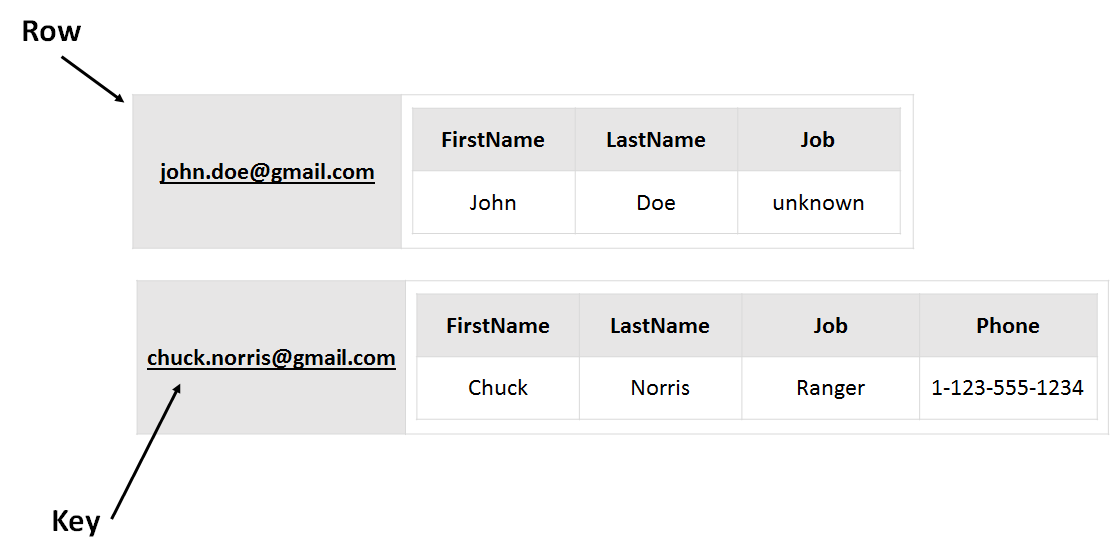 Row
john.doe@gmail.com
FirstName LastName Job
John Doe unknown
chuck.norris@gmail.com
FirstName LastName Job Phone
Chuck Norris Ranger 1-123-555-1234
Key